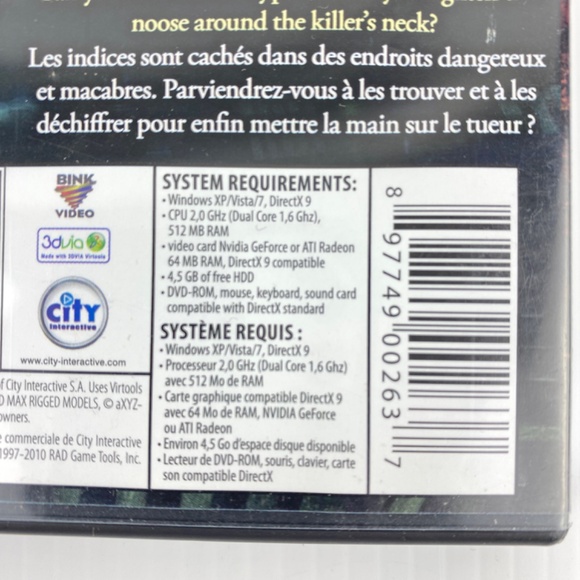 noose around the killer's neck?
Les indices sont cachés dans des endroits dangereux
et macabres. Parviendrez-vous à les trouver et à les
déchiffrer pour enfin mettre la main sur le tueur ?
BINK
VIDEO
3dvia
Made with 3DVIA Virtools
city
interactive
www.city-interactive.com
of City Interactive S.A. Uses Virtools
MAX RIGGED MODELS, © aXYZ-
owners.
commerciale de City Interactive
1997-2010 RAD Game Tools, Inc.
SYSTEM REQUIREMENTS:
• Windows XP/Vista/7, DirectX 9
• CPU 2,0 GHz (Dual Core 1,6 Ghz),
512 MB RAM
• video card Nvidia GeForce or ATI Radeon
64 MB RAM, DirectX 9 compatible
• 4,5 GB of free HDD
• DVD-ROM, mouse, keyboard, sound card
compatible with DirectX standard
SYSTÈME REQUIS :
• Windows XP/Vista/7, DirectX 9
• Processeur 2,0 GHz (Dual Core 1,6 Ghz)
avec 512 Mo de RAM
• Carte graphique compatible DirectX 9
avec 64 Mo de RAM, NVIDIA GeForce
ou ATI Radeon
• Environ 4,5 Go d'espace disque disponible
• Lecteur de DVD-ROM, souris, clavier, carte
son compatible DirectX
8 97749 00263 7